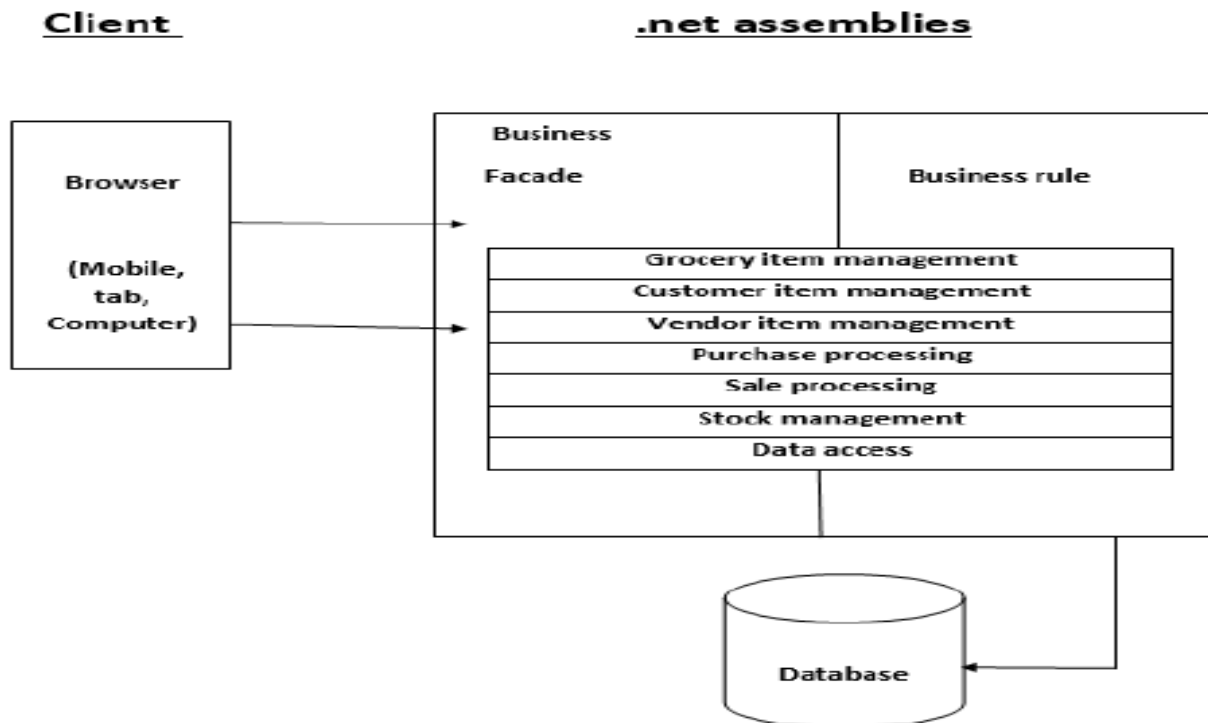 Client
.net assemblies
Browser
(Mobile,
tab,
Computer)
Business
Facade
Business rule
Grocery item management
Customer item management
Vendor item management
Purchase processing
Sale processing
Stock management
Data access
Database